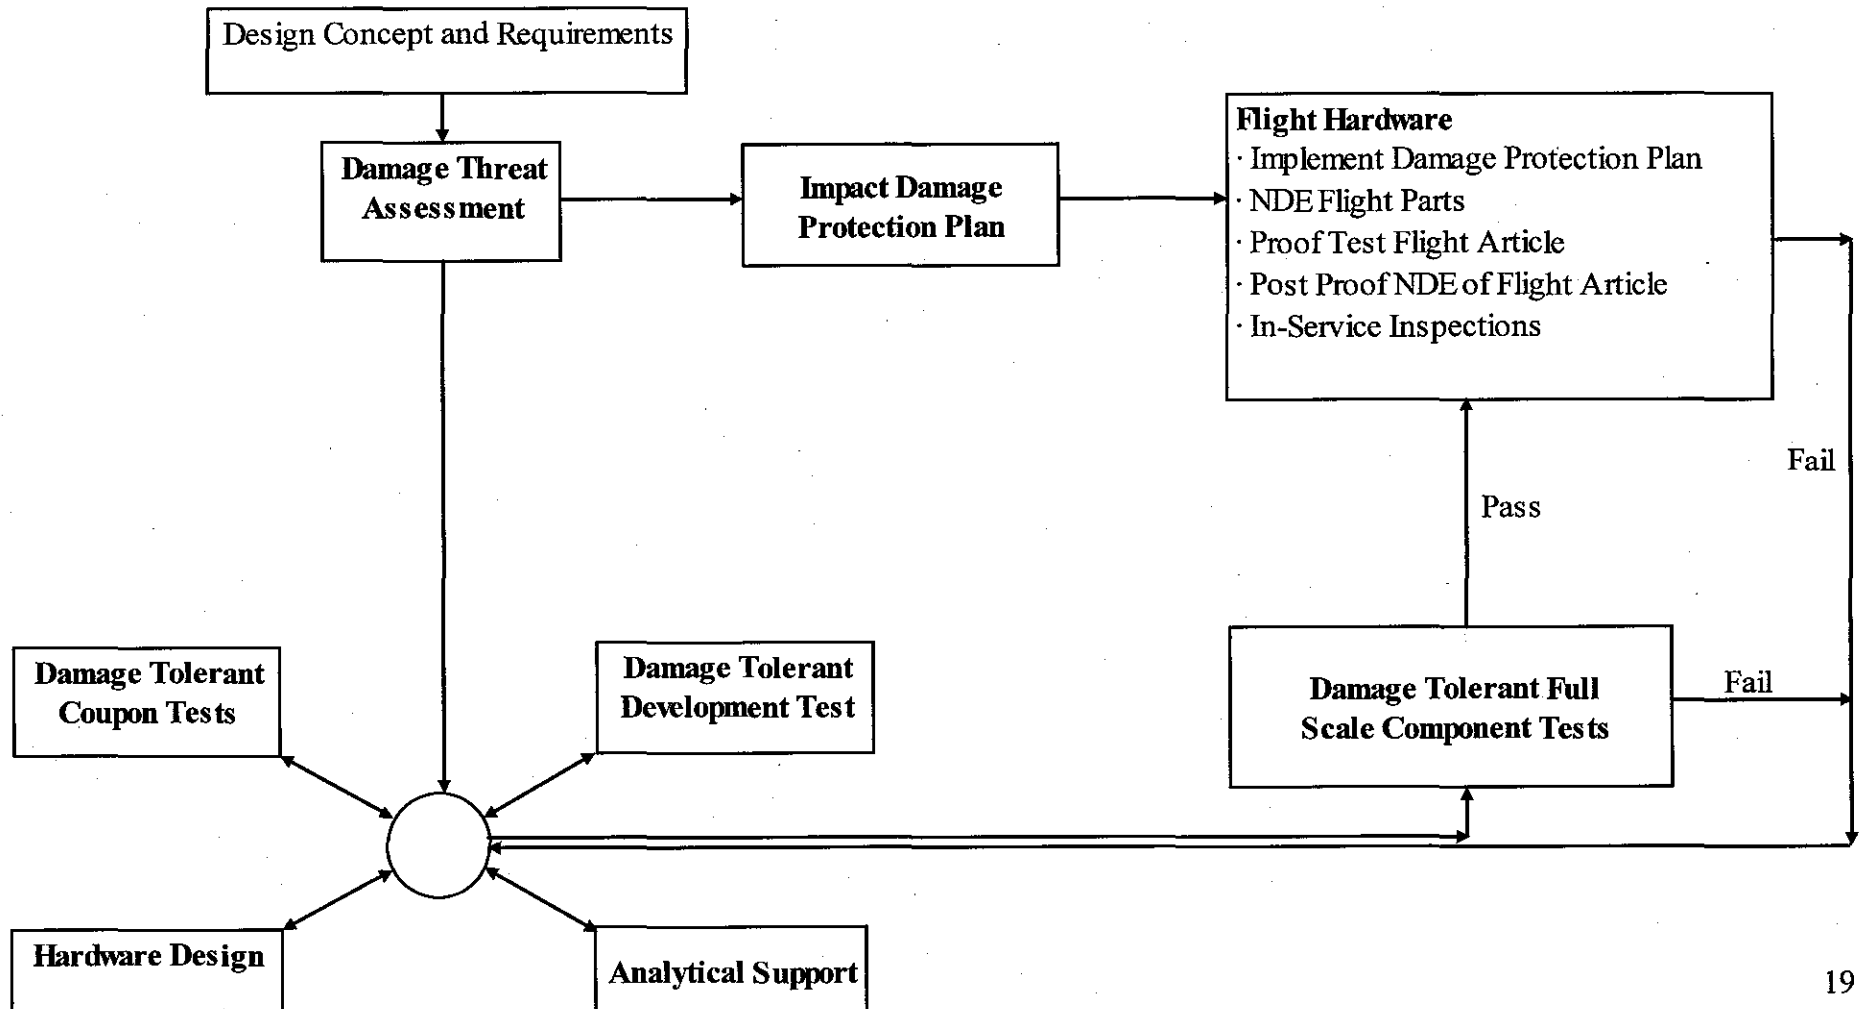 Design Concept and Requirements
Damage Threat
Assessment
Impact Damage
Protection Plan
Flight Hardware
· Implement Damage Protection Plan
· NDE Flight Parts
· Proof Test Flight Article
· Post Proof NDE of Flight Article
· In-Service Inspections
Fail
Pass
Damage Tolerant
Coupon Tests
Damage Tolerant
Development Test
Damage Tolerant Full
Scale Component Tests
Fail
Hardware Design
Analytical Support
19